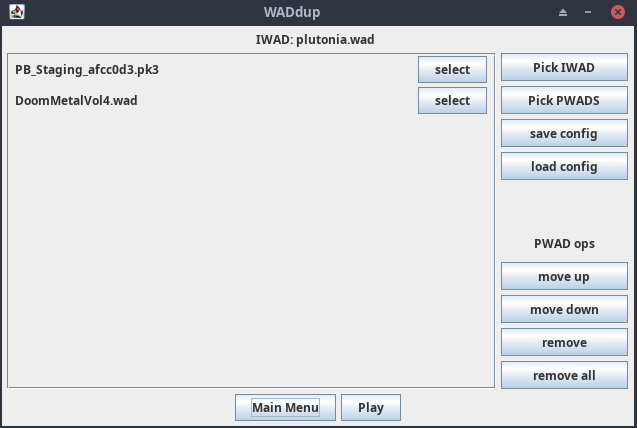 WADdup
IWAD: plutonia.wad
PB_Staging_afcc0d3.pk3
select
DoomMetalVol4.wad
select
Pick IWAD
Pick PWADS
save config
load config
PWAD ops
move up
move down
remove
remove all
Main Menu
Play